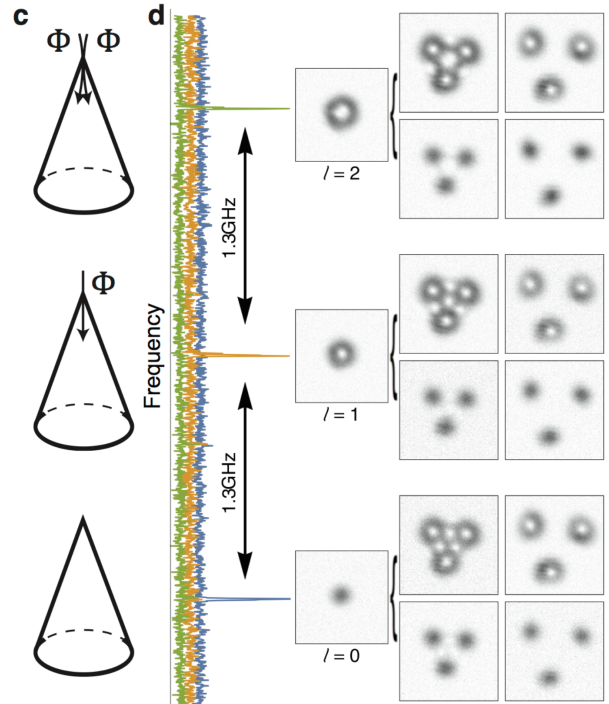 c
d
Φ Φ
1.3GHz
l = 2
Φ
Frequency
l = 1
1.3GHz
l = 0